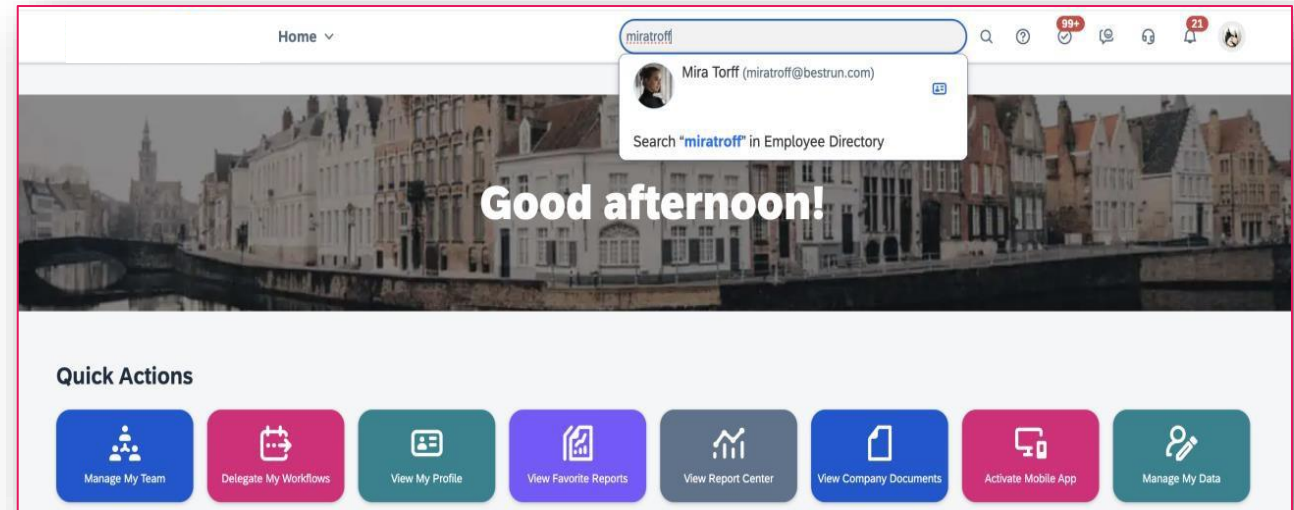 Home
miratroff
99+
21
Mira Torff (miratroff@bestrun.com)
Search "miratroff" in Employee Directory
Good afternoon!
Quick Actions
Manage My Team
Delegate My Workflows
View My Profile
View Favorite Reports
View Report Center
View Company Documents
Activate Mobile App
Manage My Data